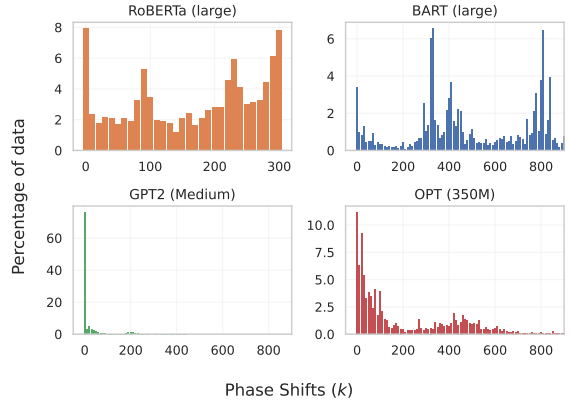 RoBERTa (large)
BART (large)
8
6
4
2
0
6
4
2
0
0 100 200 300
0 200 400 600 800
Percentage of data
GPT2 (Medium)
OPT (350M)
60
40
20
0
10.0
7.5
5.0
2.5
0.0
0 200 400 600 800
0 200 400 600 800
Phase Shifts (k)